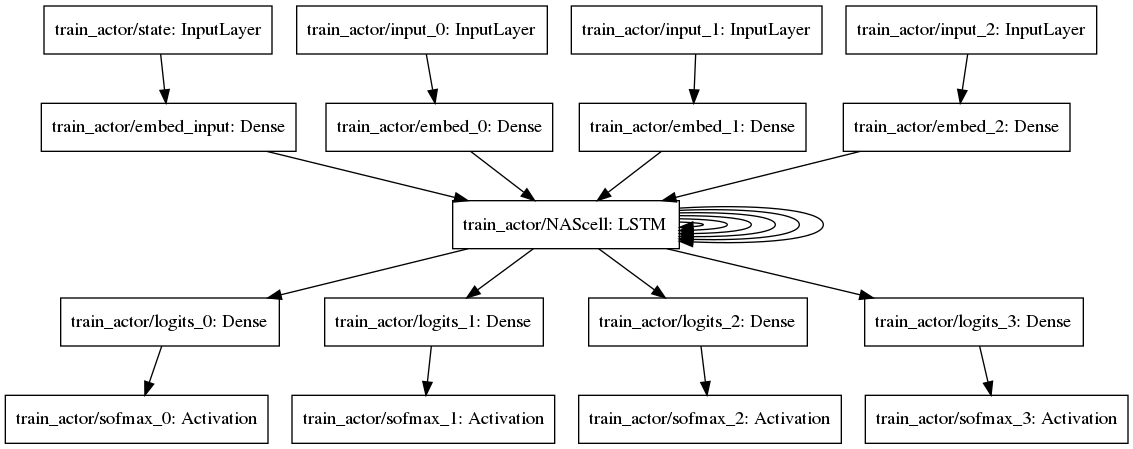 train_actor/state: InputLayer
train_actor/input_0: InputLayer
train_actor/input_1: InputLayer
train_actor/input_2: InputLayer
train_actor/embed_input: Dense
train_actor/embed_0: Dense
train_actor/embed_1: Dense
train_actor/embed_2: Dense
train_actor/NAScell: LSTM
train_actor/logits_0: Dense
train_actor/logits_1: Dense
train_actor/logits_2: Dense
train_actor/logits_3: Dense
train_actor/sofmax_0: Activation
train_actor/sofmax_1: Activation
train_actor/sofmax_2: Activation
train_actor/sofmax_3: Activation